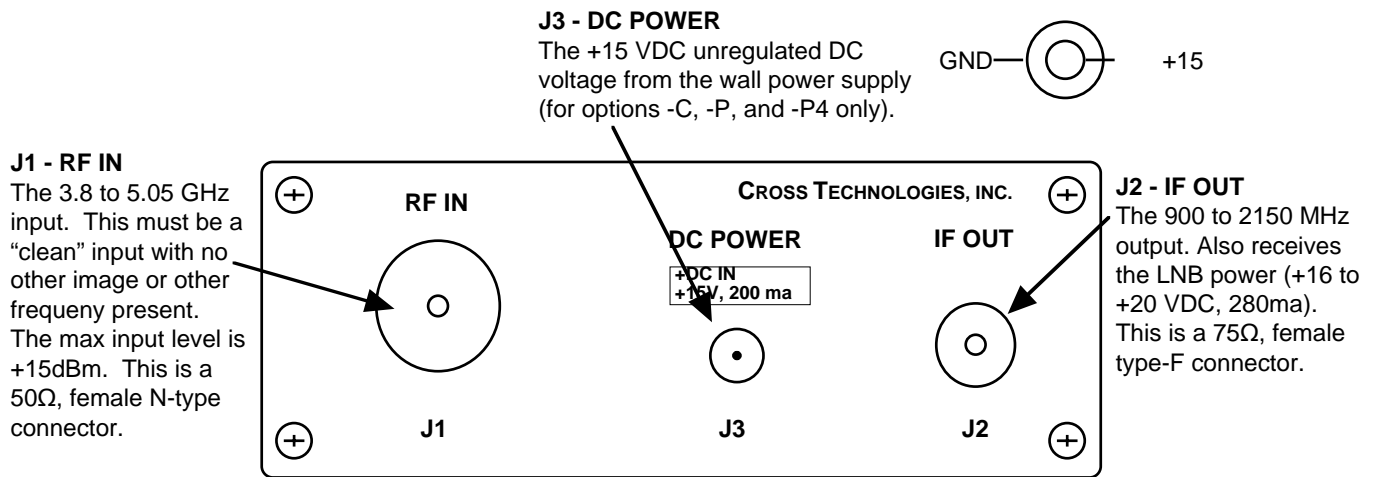 J3 - DC POWER
The +15 VDC unregulated DC
voltage from the wall power supply
(for options -C, -P, and -P4 only).
GND
+15
J1 - RF IN
The 3.8 to 5.05 GHz
input. This must be a
“clean” input with no
other image or other
frequeny present.
The max input level is
+15dBm. This is a
50Ω, female N-type
connector.
RF IN
CROSS TECHNOLOGIES, INC.
DC POWER
IF OUT
+DC IN
+15V, 200 ma
J1
J3
J2
J2 - IF OUT
The 900 to 2150 MHz
output. Also receives
the LNB power (+16 to
+20 VDC, 280ma).
This is a 75Ω, female
type-F connector.